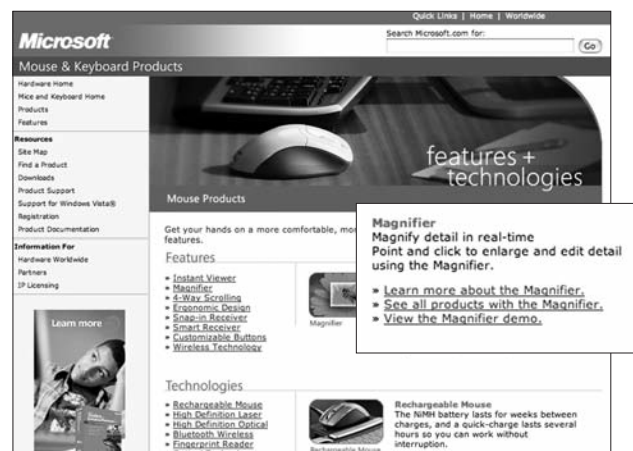 Quick Links | Home | Worldwide
Microsoft
Search Microsoft.com for:
Go
Mouse & Keyboard Products
Hardware Home
Mice and Keyboard Home
Products
Features
Resources
Site Map
Find a Product
Downloads
Product Support
Support for Windows Vista®
Registration
Product Documentation
Information For
Hardware Worldwide
Partners
IP Licensing
Learn more
features +
technologies
Mouse Products
Get your hands on a more comfortable,
features.
Features
» Instant Viewer
» Magnifier
» 4-Way Scrolling
» Ergonomic Design
» Snap-in Receiver
» Smart Receiver
» Customizable Buttons
» Wireless Technology
Magnifier
Magnifier
Magnify detail in real-time
Point and click to enlarge and edit detail
using the Magnifier.
» Learn more about the Magnifier.
» See all products with the Magnifier.
» View the Magnifier demo.
Technologies
» Rechargeable Mouse
» High Definition Laser
» High Definition Optical
» Bluetooth Wireless
» Fingerprint Reader
Rechargeable Mouse
Rechargeable Mouse
The NiMH battery lasts for weeks between
charges, and a quick-charge lasts several
hours so you can work without
interruption.